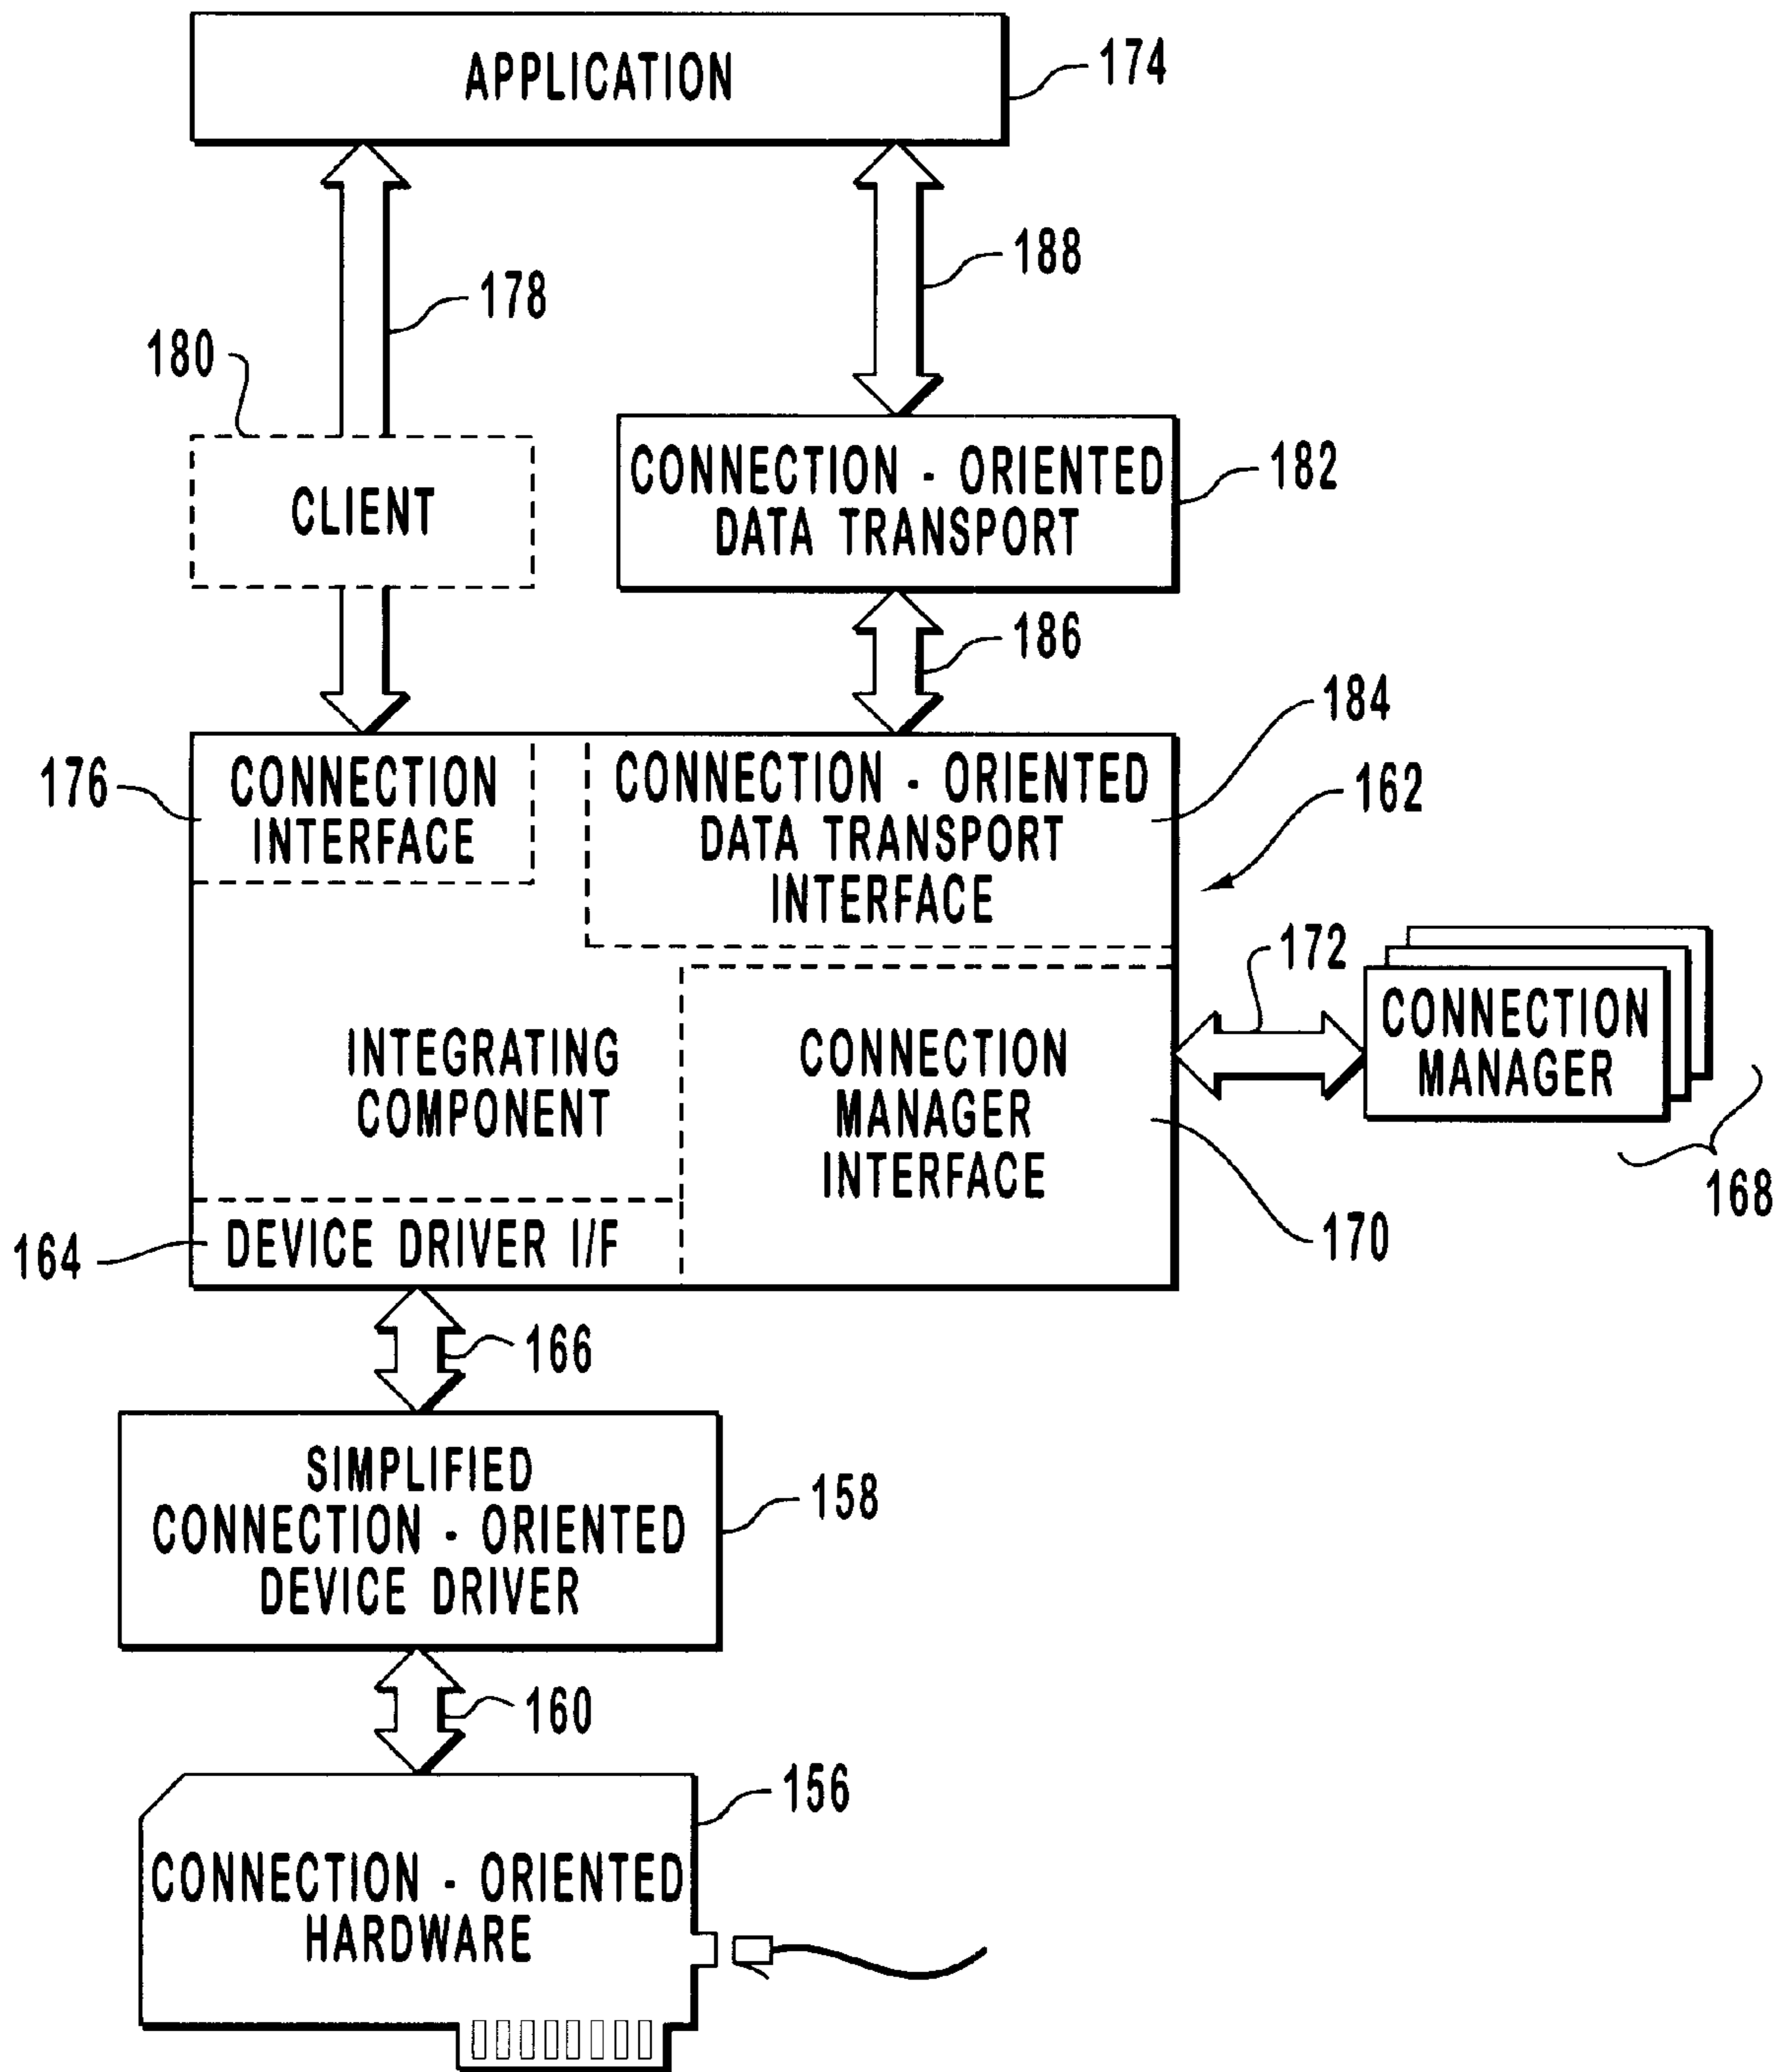 APPLICATION
174
188
178
180
CLIENT
CONNECTION - ORIENTED
DATA TRANSPORT
182
186
184
176
CONNECTION
INTERFACE
CONNECTION - ORIENTED
DATA TRANSPORT
INTERFACE
162
172
CONNECTION
MANAGER
168
INTEGRATING
COMPONENT
CONNECTION
MANAGER
INTERFACE
170
164
DEVICE DRIVER I/F
166
SIMPLIFIED
CONNECTION - ORIENTED
DEVICE DRIVER
158
160
156
CONNECTION - ORIENTED
HARDWARE